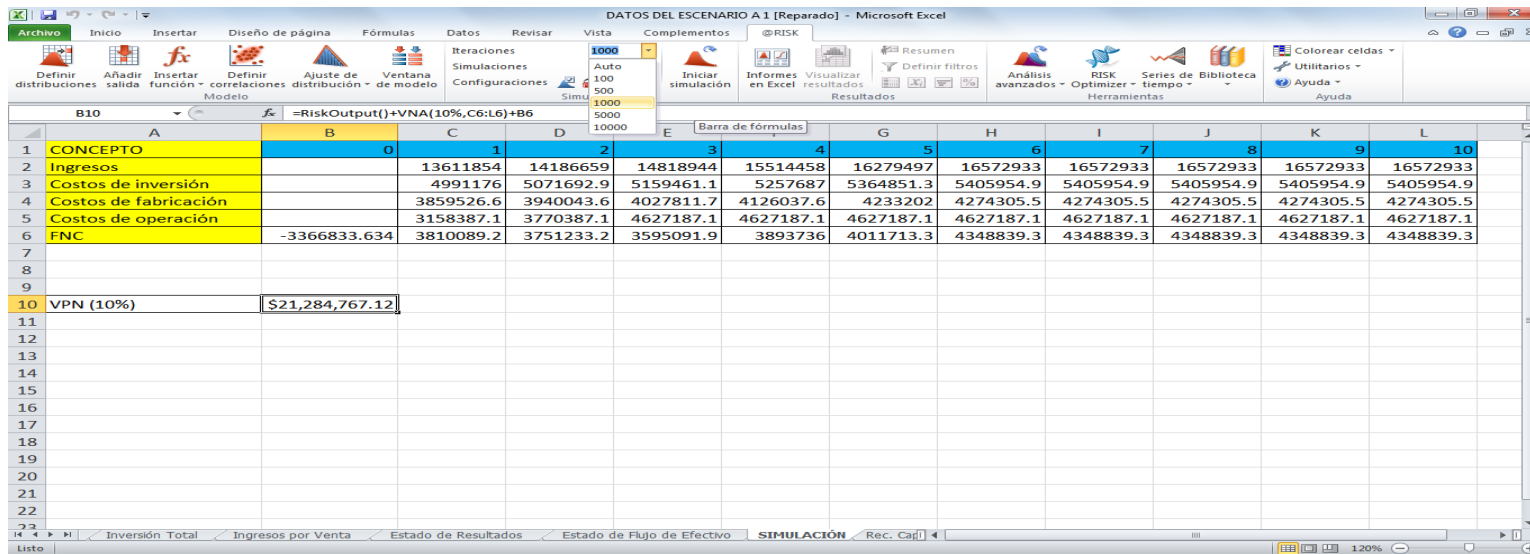 DATOS DEL ESCENARIO A 1 [Reparado] - Microsoft Excel
Archivo Inicio Insertar Diseño de página Fórmulas Datos Revisar Vista Complementos @RISK
Definir distribuciones
Añadir salida
Insertar función
Definir correlaciones
Ajuste de distribución
Ventana de modelo
Modelo
Iteraciones 1000
Simulaciones
Configuraciones
Auto
100
500
1000
5000
10000
Iniciar simulación
Informes en Excel
Visualizar resultados
Resumen
Definir filtros
Resultados
Análisis avanzados
RISK Optimizer
Series de tiempo
Biblioteca
Herramientas
Colorear celdas
Utilitarios
Ayuda
Ayuda
B10 fx =RiskOutput()+VNA(10%,C6:L6)+B6
Barra de fórmulas
A B C D E G H I J K L
1 CONCEPTO 0 1 2 3 4 5 6 7 8 9 10
2 Ingresos 13611854 14186659 14818944 15514458 16279497 16572933 16572933 16572933 16572933 16572933
3 Costos de inversión 4991176 5071692.9 5159461.1 5257687 5364851.3 5405954.9 5405954.9 5405954.9 5405954.9 5405954.9
4 Costos de fabricación 3859526.6 3940043.6 4027811.7 4126037.6 4233202 4274305.5 4274305.5 4274305.5 4274305.5 4274305.5
5 Costos de operación 3158387.1 3770387.1 4627187.1 4627187.1 4627187.1 4627187.1 4627187.1 4627187.1 4627187.1 4627187.1
6 FNC -3366833.634 3810089.2 3751233.2 3595091.9 3893736 4011713.3 4348839.3 4348839.3 4348839.3 4348839.3 4348839.3
7
8
9
10 VPN (10%) $21,284,767.12
11
12
13
14
15
16
17
18
19
20
21
22
23
Inversión Total Ingresos por Venta Estado de Resultados Estado de Flujo de Efectivo SIMULACIÓN Rec. Capi
Listo 120%